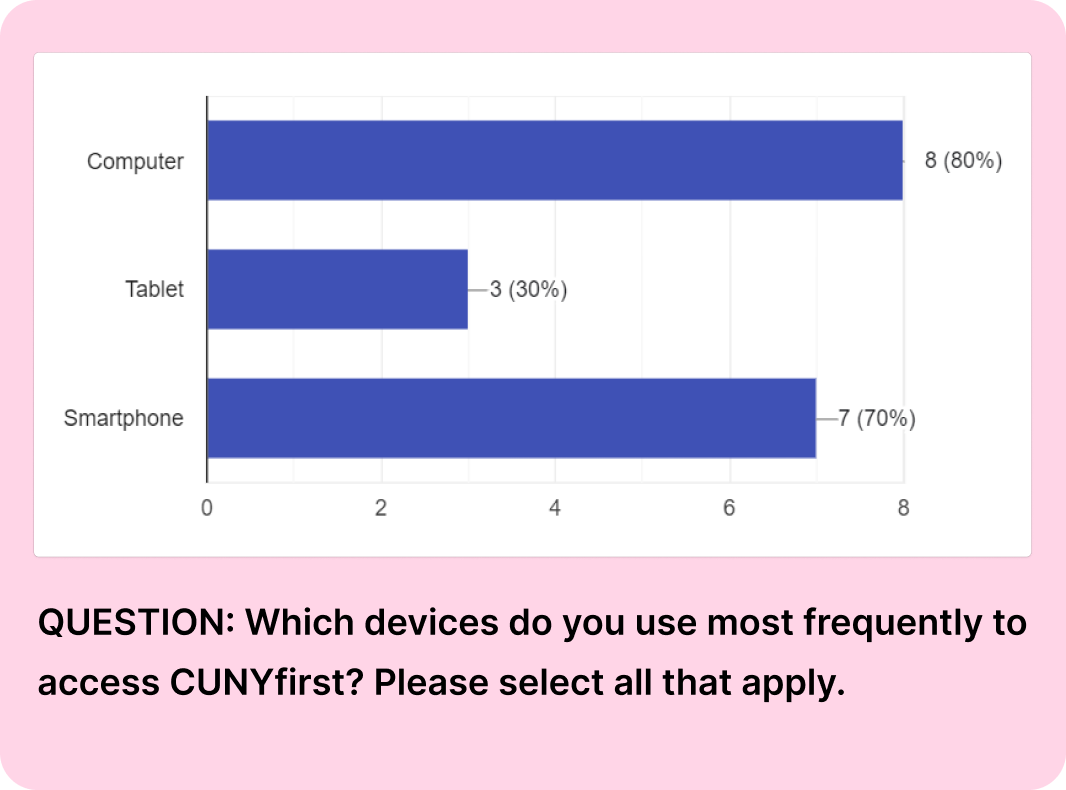 Computer
8 (80%)
Tablet
3 (30%)
Smartphone
7 (70%)
0 2 4 6 8
QUESTION: Which devices do you use most frequently to
access CUNYfirst? Please select all that apply.